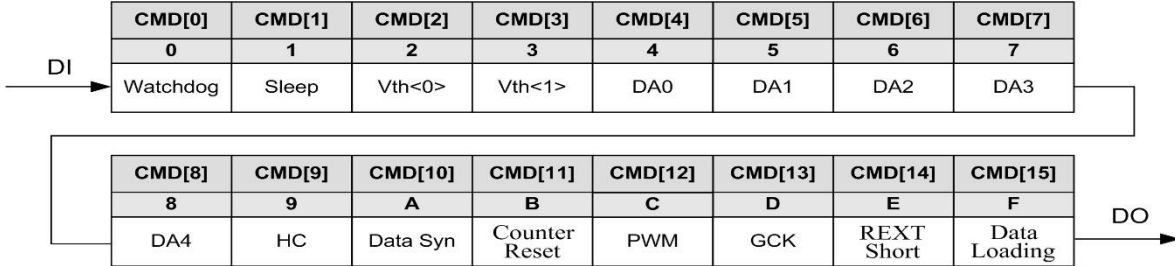 CMD[0] CMD[1] CMD[2] CMD[3] CMD[4] CMD[5] CMD[6] CMD[7]
0 1 2 3 4 5 6 7
DI
Watchdog Sleep Vth<0> Vth<1> DA0 DA1 DA2 DA3
CMD[8] CMD[9] CMD[10] CMD[11] CMD[12] CMD[13] CMD[14] CMD[15]
8 9 A B C D E F
DA4 HC Data Syn Counter Reset PWM GCK REXT Short Data Loading
DO